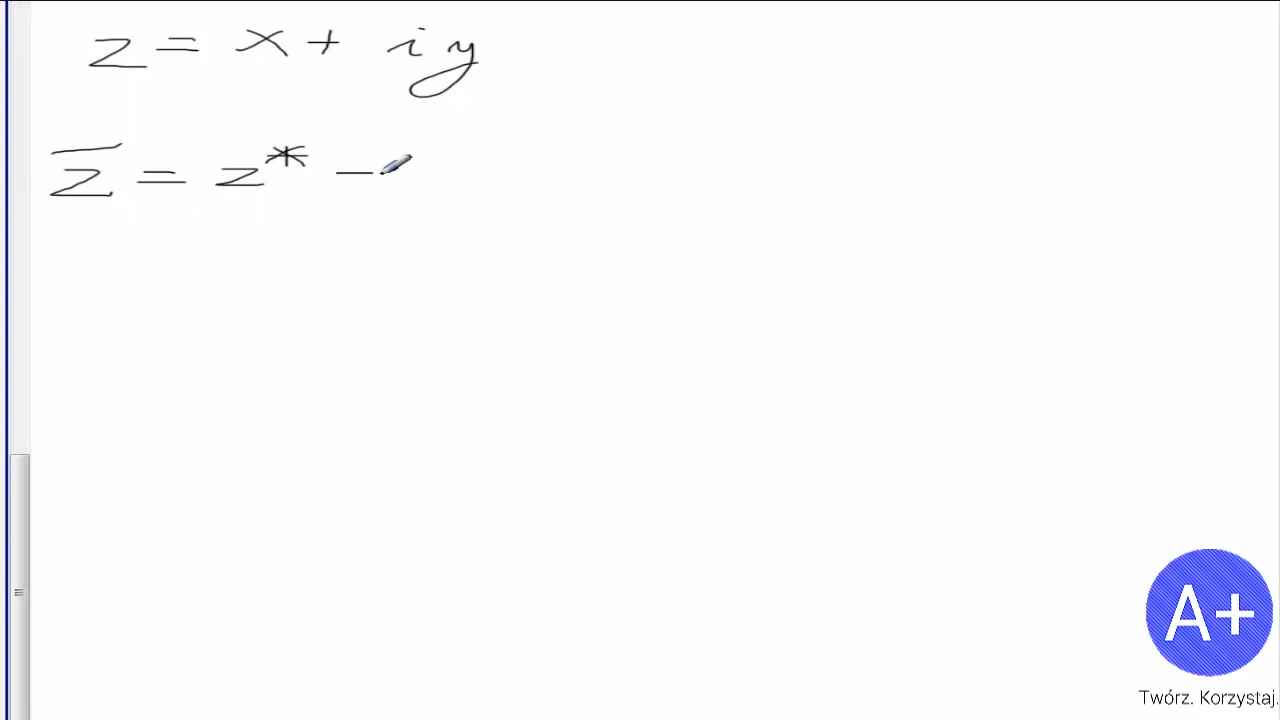 z = x + iy
z̅ = z* -
A+
Twórz. Korzystaj.